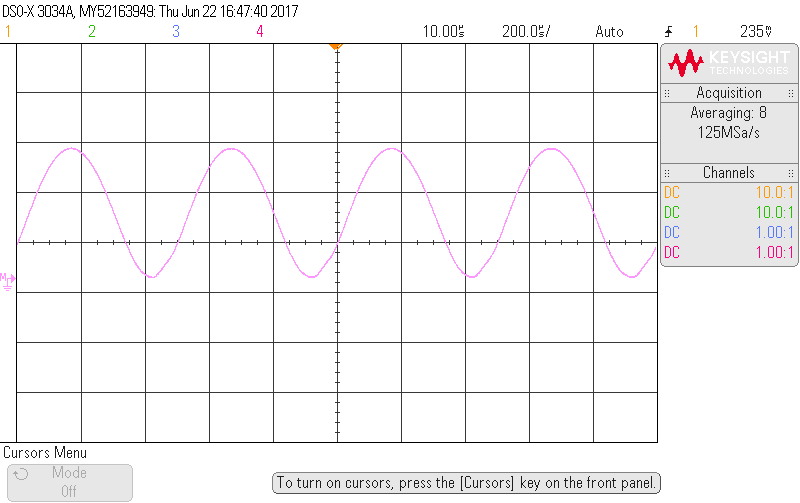 DSO-X 3034A, MY52163949: Thu Jun 22 16:47:40 2017
1 2 3 4 10.00s 200.0s/ Auto 1 235V
KEYSIGHT
TECHNOLOGIES
Acquisition
Averaging: 8
125MSa/s
Channels
DC 10.0:1
DC 10.0:1
DC 1.00:1
DC 1.00:1
M
Cursors Menu
Mode
Off
To turn on cursors, press the [Cursors] key on the front panel.